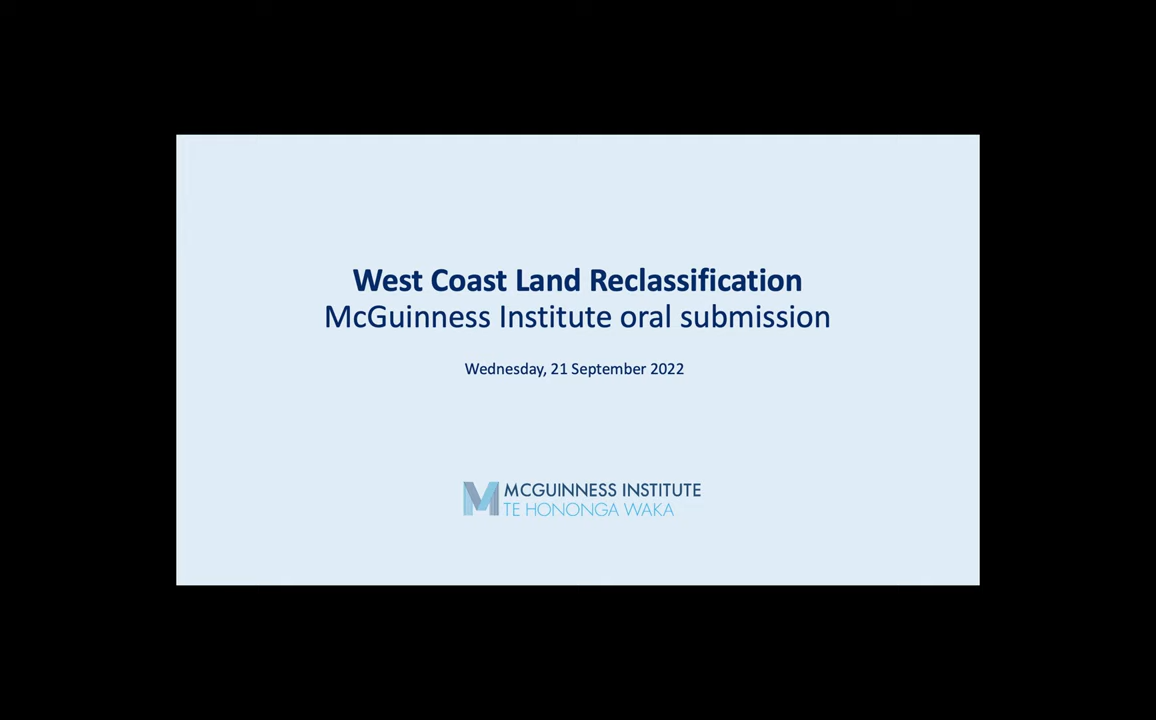 West Coast Land Reclassification
McGuinness Institute oral submission
Wednesday, 21 September 2022
MCGUINNESS INSTITUTE
TE HONONGA WAKA